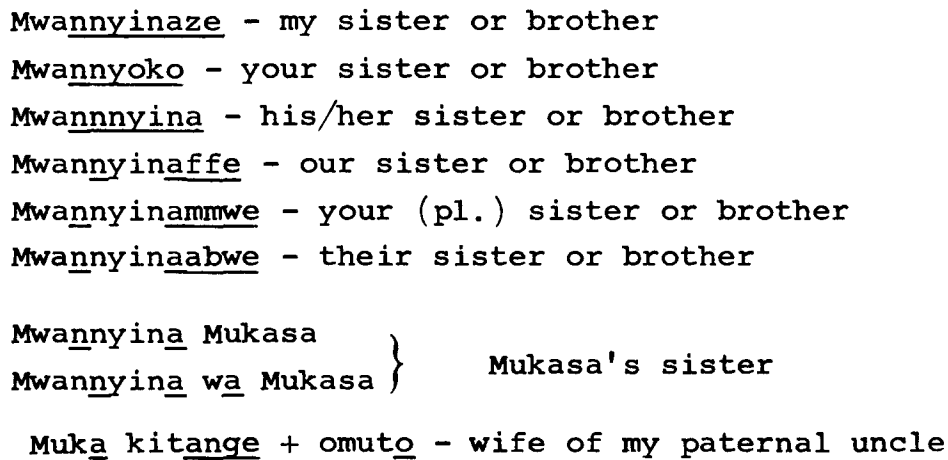 Mwannyinaze - my sister or brother
Mwannyoko - your sister or brother
Mwannnyina - his/her sister or brother
Mwannyinaffe - our sister or brother
Mwannyinammwe - your (pl.) sister or brother
Mwannyinaabwe - their sister or brother
Mwannyina Mukasa
Mwannyina wa Mukasa } Mukasa's sister
Muka kitange + omuto - wife of my paternal uncle